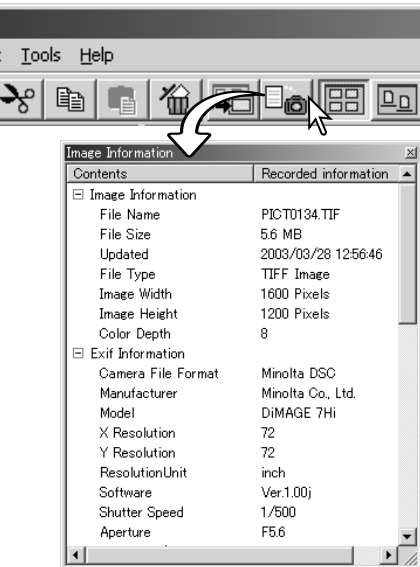 Tools Help
Image Information
Contents Recorded information
Image Information
File Name PICT0134.TIF
File Size 5.6 MB
Updated 2003/03/28 12:56:46
File Type TIFF Image
Image Width 1600 Pixels
Image Height 1200 Pixels
Color Depth 8
Exif Information
Camera File Format Minolta DSC
Manufacturer Minolta Co., Ltd.
Model DiMAGE 7Hi
X Resolution 72
Y Resolution 72
ResolutionUnit inch
Software Ver.1.00j
Shutter Speed 1/500
Aperture F5.6